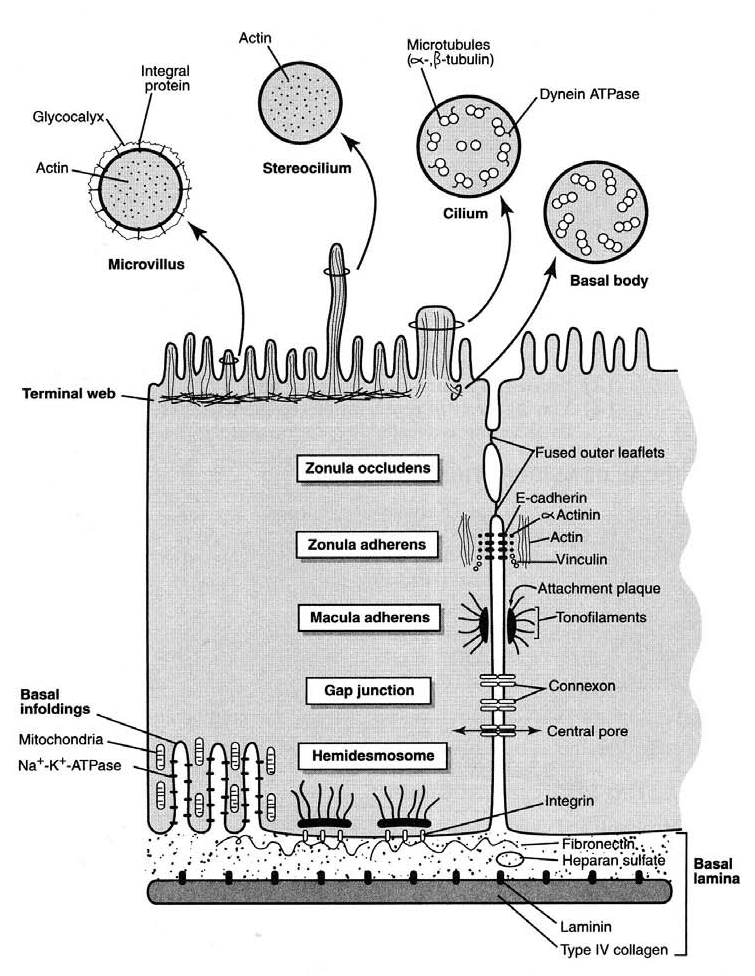 Actin
Integral
protein
Glycocalyx
Actin
Microvillus
Stereocilium
Microtubules
(∝-,β-tubulin)
Dynein ATPase
Cilium
Basal body
Terminal web
Zonula occludens
Fused outer leaflets
E-cadherin
∝Actinin
Zonula adherens
Actin
Vinculin
Attachment plaque
Macula adherens
Tonofilaments
Gap junction
Connexon
Basal
infoldings
Central pore
Mitochondria
Na⁺-K⁺-ATPase
Hemidesmosome
Integrin
Fibronectin
Heparan sulfate
Basal
lamina
Laminin
Type IV collagen